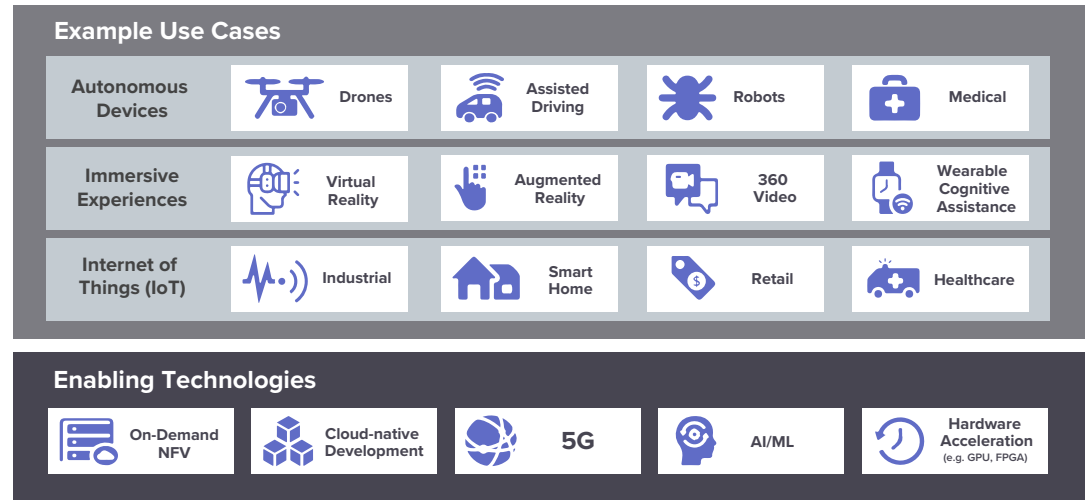 Example Use Cases
Autonomous
Devices
Drones
Assisted
Driving
Robots
Medical
Immersive
Experiences
Virtual
Reality
Augmented
Reality
360
Video
Wearable
Cognitive
Assistance
Internet of
Things (IoT)
Industrial
Smart
Home
$
Retail
Healthcare
Enabling Technologies
On-Demand
NFV
Cloud-native
Development
5G
AI/ML
Hardware
Acceleration
(e.g. GPU, FPGA)